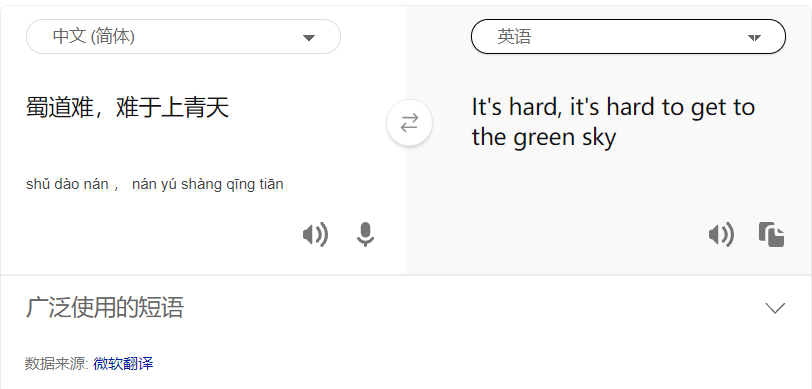 中文 (简体)
英语
蜀道难，难于上青天
It's hard, it's hard to get to
the green sky
shǔ dào nán ， nán yú shàng qīng tiān
广泛使用的短语
数据来源: 微软翻译